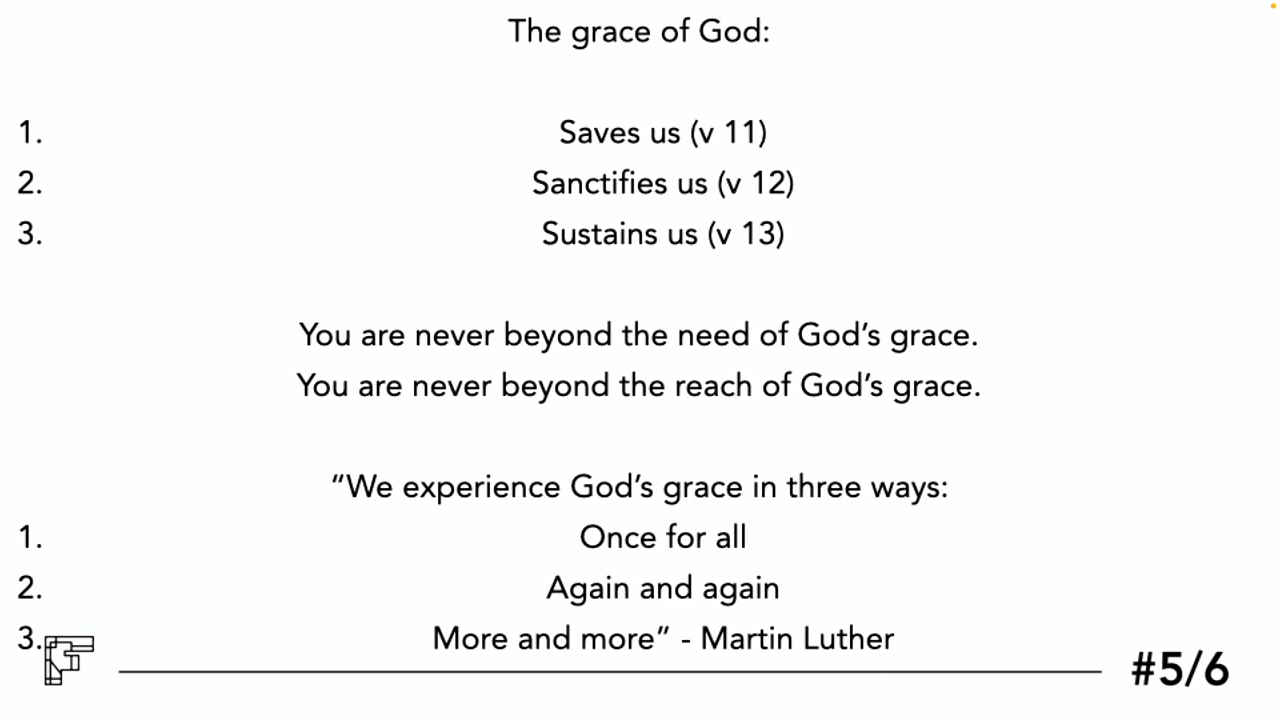 The grace of God:
1. Saves us (v 11)
2. Sanctifies us (v 12)
3. Sustains us (v 13)
You are never beyond the need of God’s grace.
You are never beyond the reach of God’s grace.
“We experience God’s grace in three ways:
1. Once for all
2. Again and again
3. More and more” - Martin Luther
#5/6